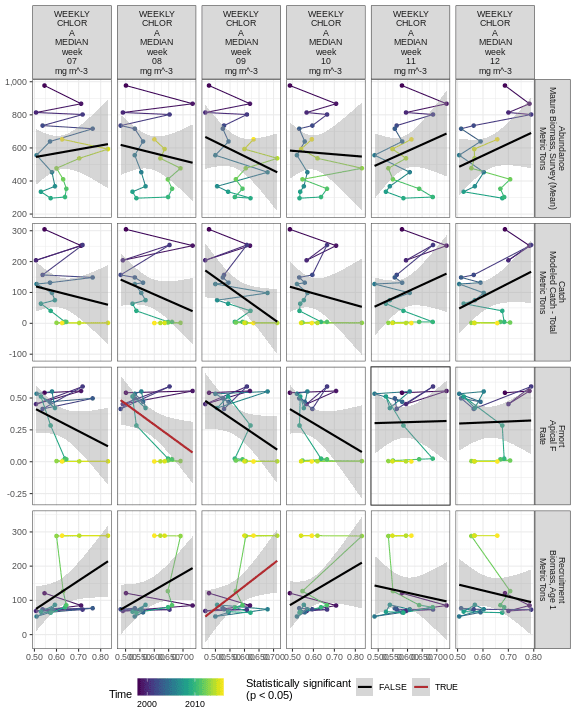 WEEKLY
CHLOR
A
MEDIAN
week
07
mg m^-3
WEEKLY
CHLOR
A
MEDIAN
week
08
mg m^-3
WEEKLY
CHLOR
A
MEDIAN
week
09
mg m^-3
WEEKLY
CHLOR
A
MEDIAN
week
10
mg m^-3
WEEKLY
CHLOR
A
MEDIAN
week
11
mg m^-3
WEEKLY
CHLOR
A
MEDIAN
week
12
mg m^-3
1,000
800
600
400
200
Abundance
Mature Biomass, Survey (Mean)
Metric Tons
300
200
100
0
-100
Catch
Modeled Catch - Total
Metric Tons
0.50
0.25
0.00
-0.25
Fmort
Apical F
Rate
300
200
100
0
Recruitment
Biomass, Age 1
Metric Tons
0.50 0.60 0.70 0.80
0.50 0.60 0.70 0.80
Time
2000 2010
Statistically significant
(p < 0.05)
FALSE
TRUE